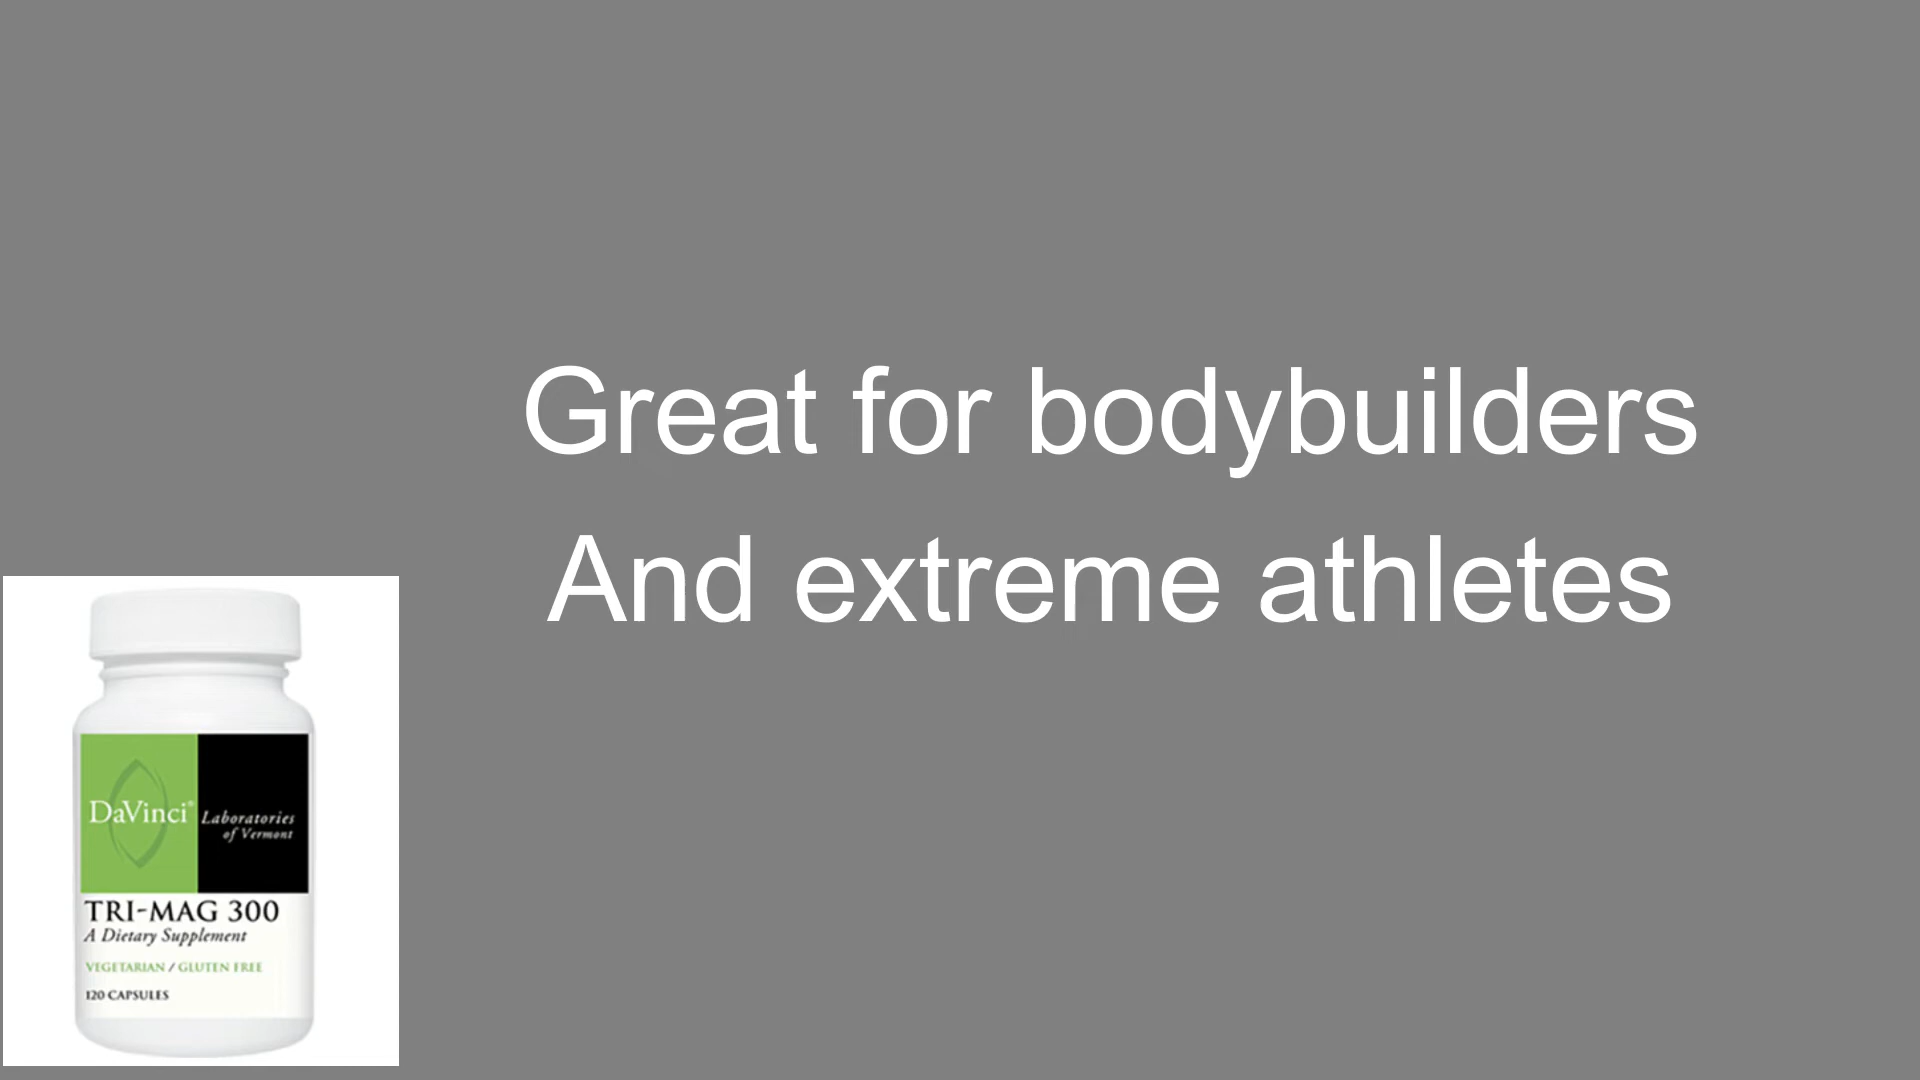 Great for bodybuilders
And extreme athletes
DaVinci® Laboratories
of Vermont
TRI-MAG 300
A Dietary Supplement
VEGETARIAN / GLUTEN FREE
120 CAPSULES